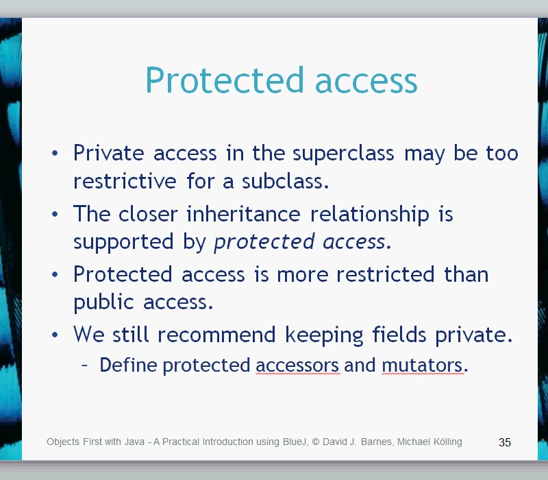 Protected access
• Private access in the superclass may be too
restrictive for a subclass.
• The closer inheritance relationship is
supported by protected access.
• Protected access is more restricted than
public access.
• We still recommend keeping fields private.
– Define protected accessors and mutators.
Objects First with Java - A Practical Introduction using BlueJ, © David J. Barnes, Michael Kölling
35